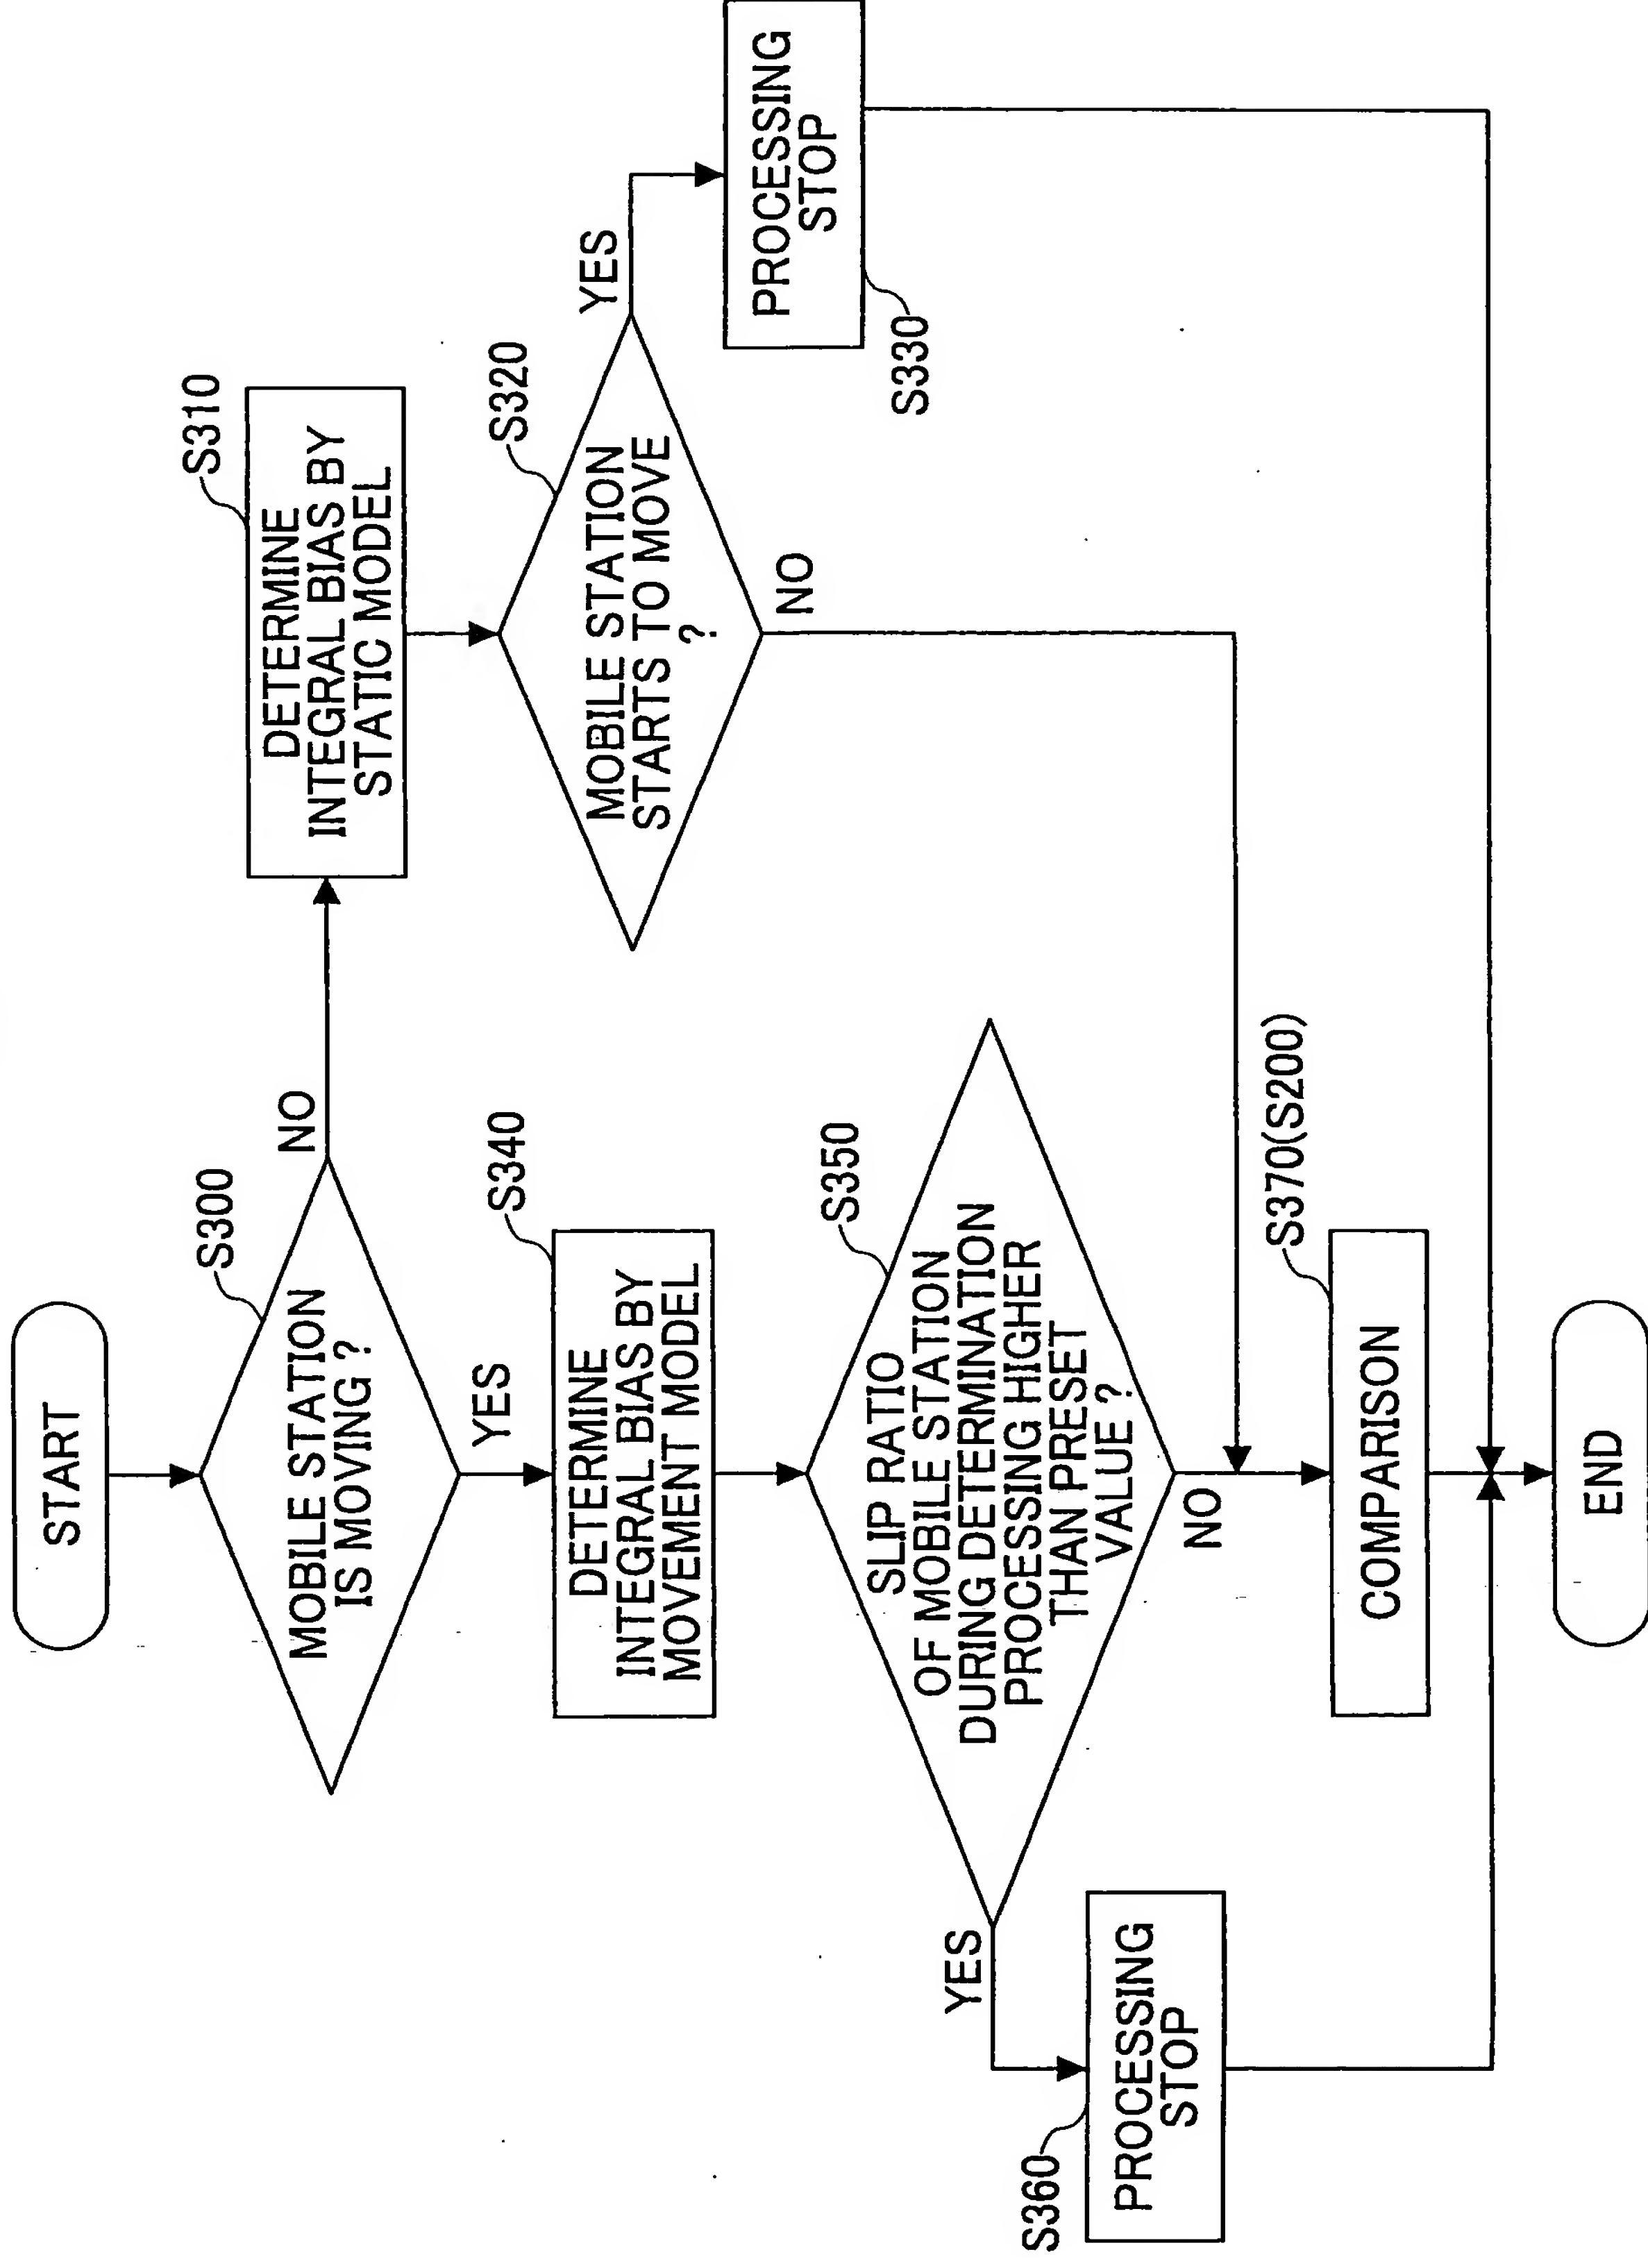 START
S300
MOBILE STATION
IS MOVING ?
NO
YES
S310
DETERMINE
INTEGRAL BIAS BY
STATIC MODEL
S320
MOBILE STATION
STARTS TO MOVE
?
YES
NO
PROCESSING
STOP
S330
S340
DETERMINE
INTEGRAL BIAS BY
MOVEMENT MODEL
S350
SLIP RATIO
OF MOBILE STATION
DURING DETERMINATION
PROCESSING HIGHER
THAN PRESET
VALUE ?
YES
NO
S360
PROCESSING
STOP
S370(S200)
COMPARISON
END